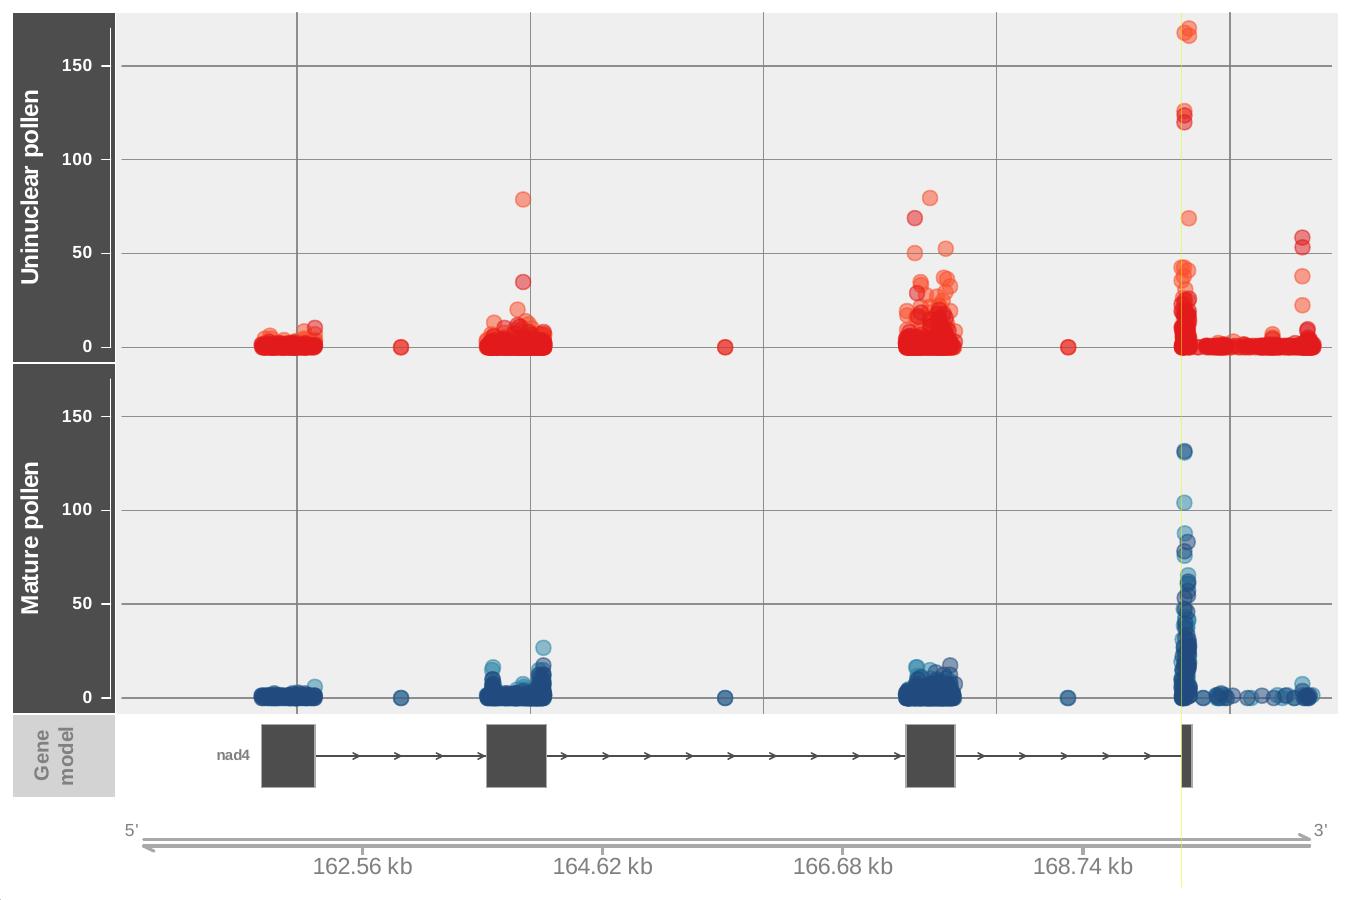 Uninuclear pollen
150
100
50
0
Mature pollen
150
100
50
0
Gene
model
nad4
5'
3'
162.56 kb
164.62 kb
166.68 kb
168.74 kb